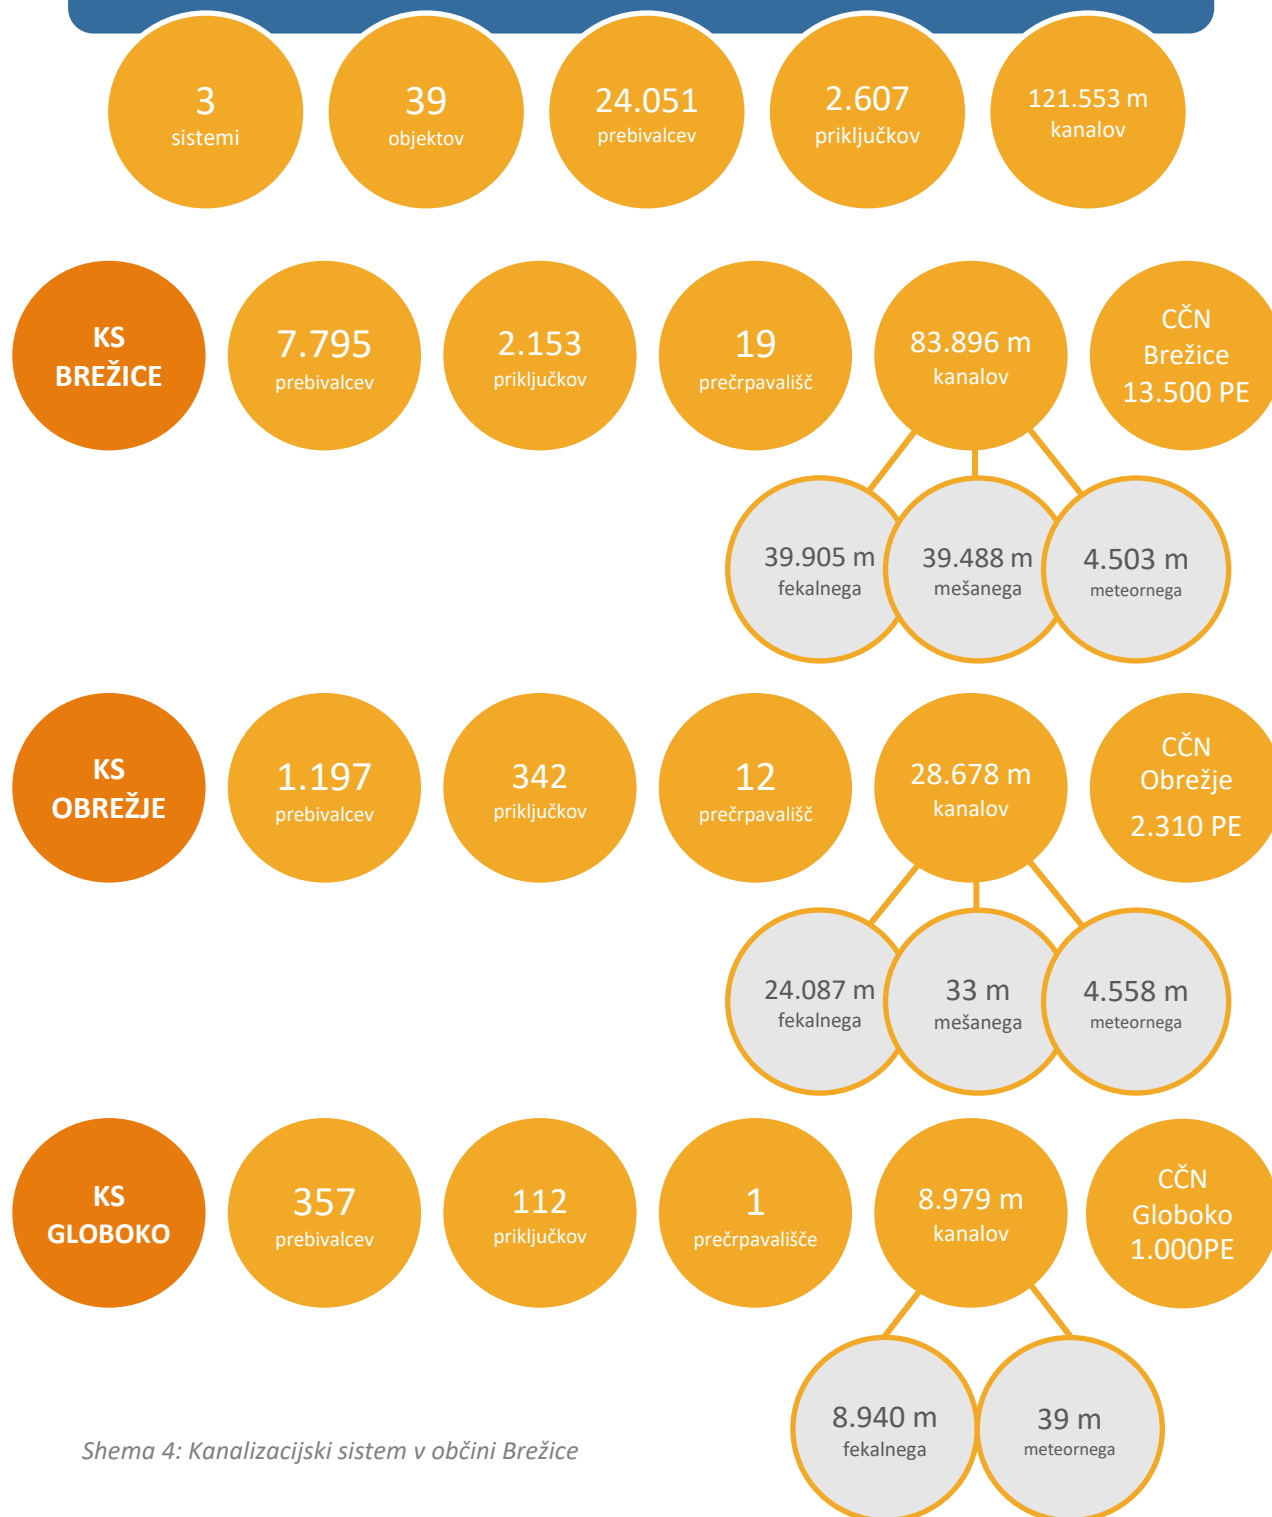 3
sistemi
39
objektov
24.051
prebivalcev
2.607
priključkov
121.553 m
kanalov
KS
BREŽICE
7.795
prebivalcev
2.153
priključkov
19
prečrpavališč
83.896 m
kanalov
CČN
Brežice
13.500 PE
39.905 m
fekalnega
39.488 m
mešanega
4.503 m
meteornega
KS
OBREŽJE
1.197
prebivalcev
342
priključkov
12
prečrpavališč
28.678 m
kanalov
CČN
Obrežje
2.310 PE
24.087 m
fekalnega
33 m
mešanega
4.558 m
meteornega
KS
GLOBOKO
357
prebivalcev
112
priključkov
1
prečrpavališče
8.979 m
kanalov
CČN
Globoko
1.000PE
8.940 m
fekalnega
39 m
meteornega
Shema 4: Kanalizacijski sistem v občini Brežice